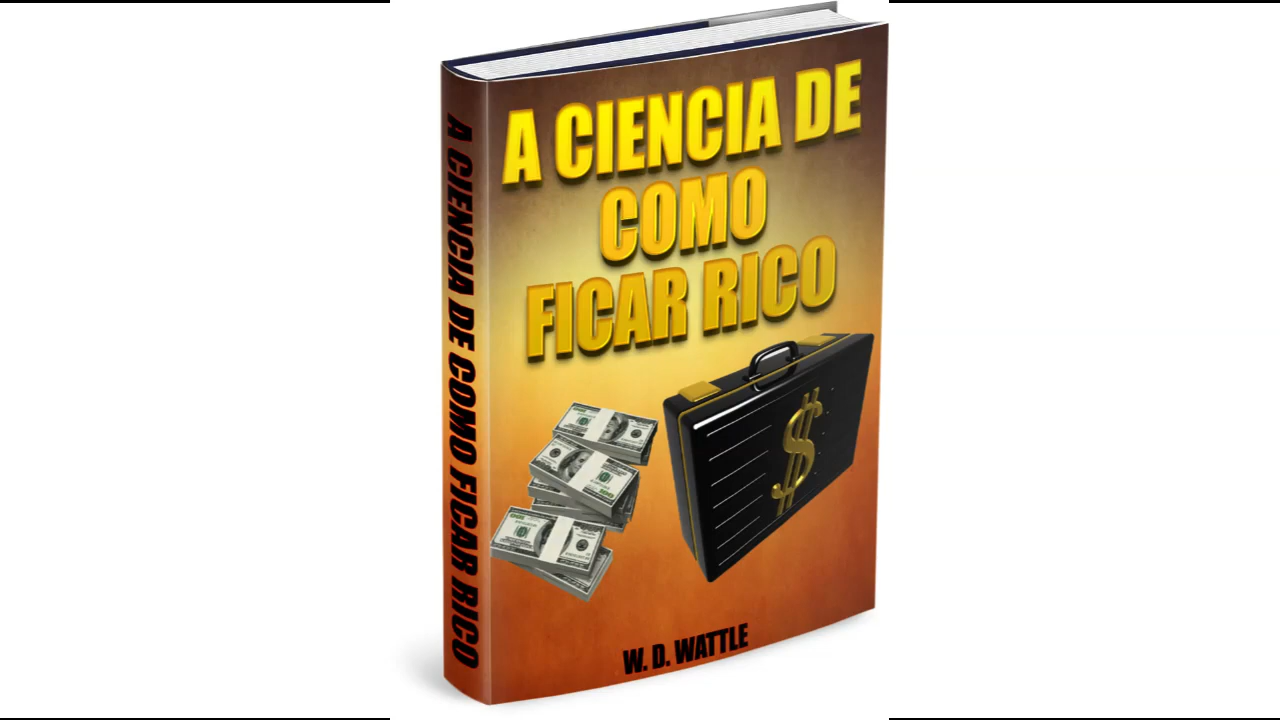 A CIENCIA DE
COMO
FICAR RICO
W. D. WATTLE
A CIENCIA DE COMO FICAR RICO